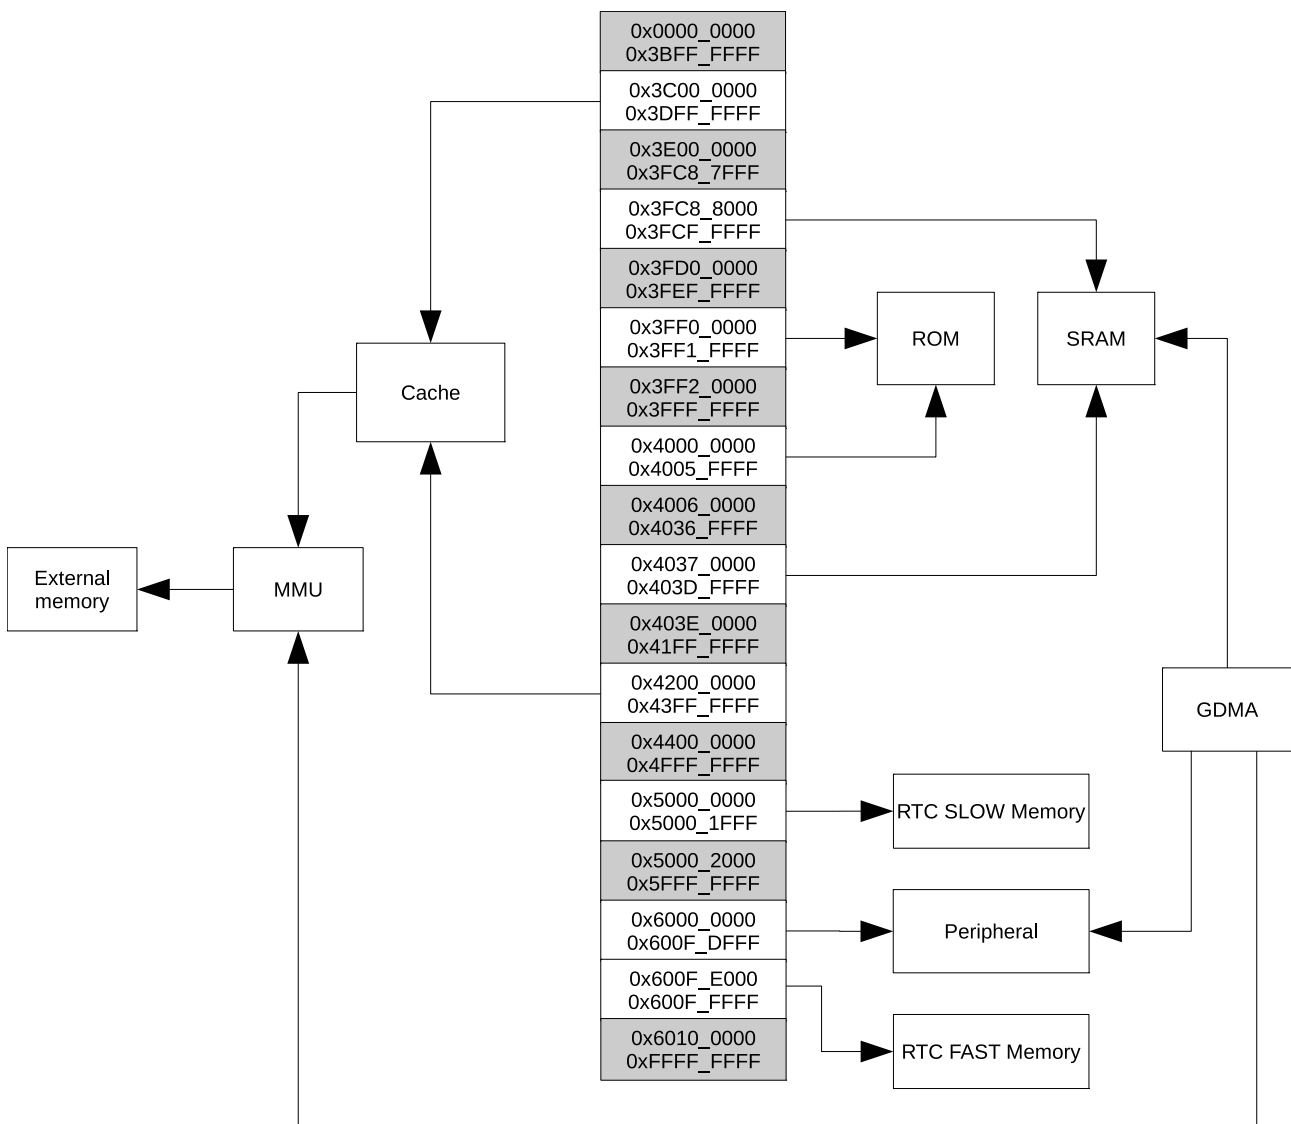 0x0000_0000
0x3BFF_FFFF
0x3C00_0000
0x3DFF_FFFF
0x3E00_0000
0x3FC8_7FFF
0x3FC8_8000
0x3FCF_FFFF
0x3FD0_0000
0x3FEF_FFFF
0x3FF0_0000
0x3FF1_FFFF
0x3FF2_0000
0x3FFF_FFFF
0x4000_0000
0x4005_FFFF
0x4006_0000
0x4036_FFFF
0x4037_0000
0x403D_FFFF
0x403E_0000
0x41FF_FFFF
0x4200_0000
0x43FF_FFFF
0x4400_0000
0x4FFF_FFFF
0x5000_0000
0x5000_1FFF
0x5000_2000
0x5FFF_FFFF
0x6000_0000
0x600F_DFFF
0x600F_E000
0x600F_FFFF
0x6010_0000
0xFFFF_FFFF
Cache
MMU
External
memory
ROM
SRAM
GDMA
RTC SLOW Memory
Peripheral
RTC FAST Memory